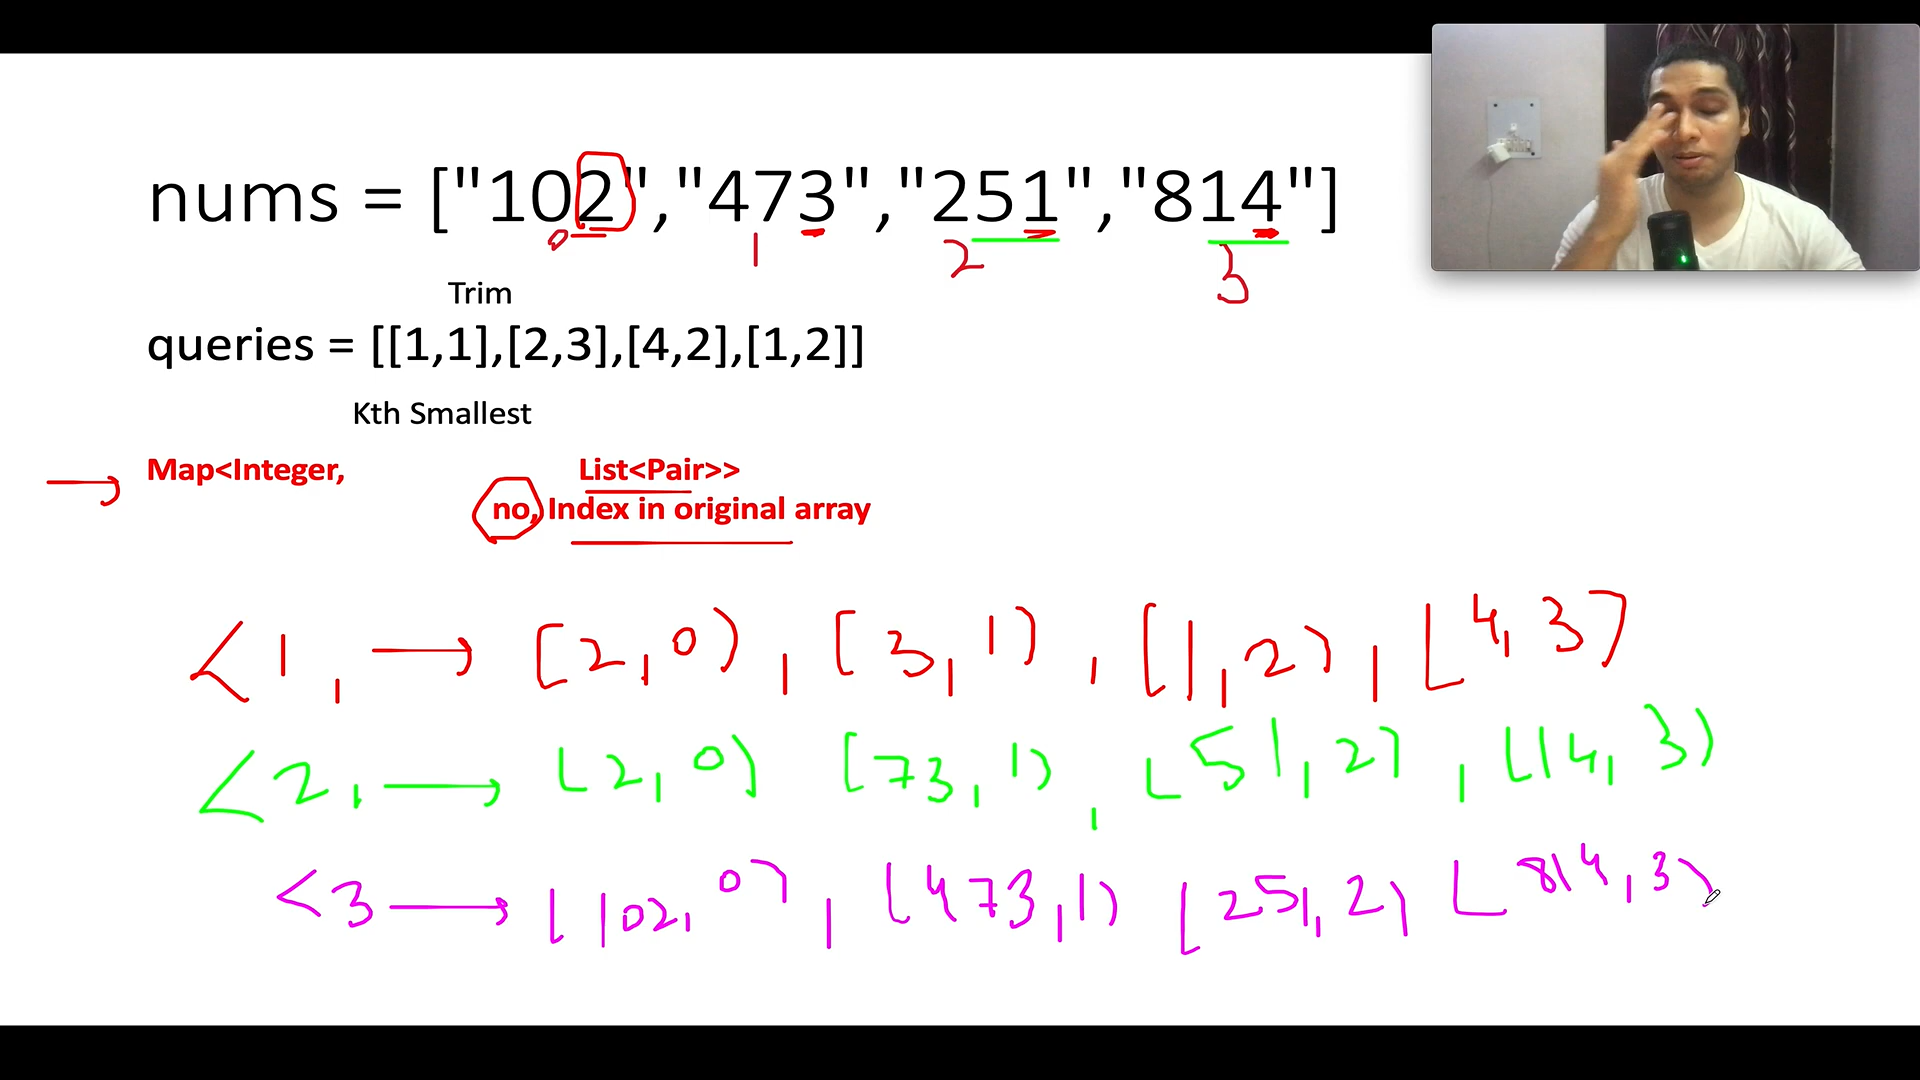 nums = ["102","473","251","814"]
0 1 2 3
Trim
queries = [[1,1],[2,3],[4,2],[1,2]]
Kth Smallest
Map<Integer, List<Pair>>
no, Index in original array
<1, → [2,0), [3,1), [1,2), [4,3)
<2, → [2,0) [73,1), [51,2), [14,3)
<3 → [102,0), [473,1) [251,2) [814,3)